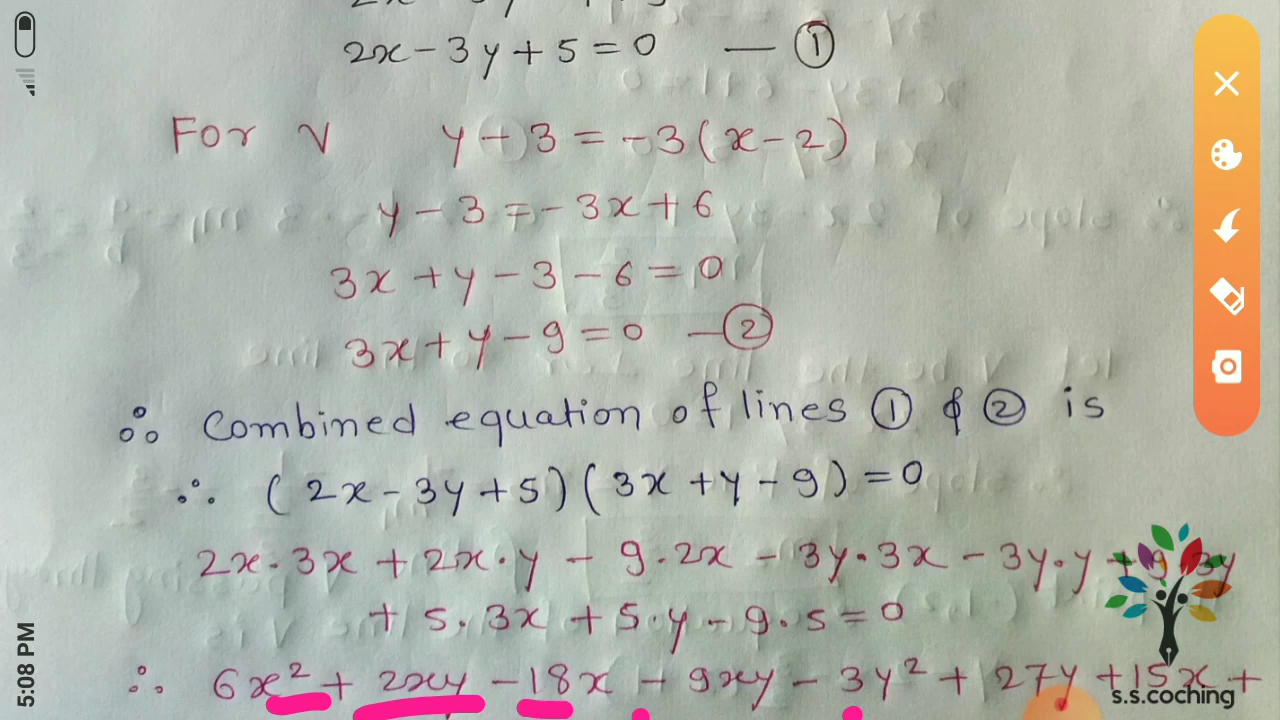 2x - 3y + 5 = 0 — ①
For V y - 3 = -3(x - 2)
y - 3 = -3x + 6
3x + y - 3 - 6 = 0
3x + y - 9 = 0 — ②
∴ Combined equation of lines ① & ② is
∴ (2x - 3y + 5)(3x + y - 9) = 0
2x · 3x + 2x · y - 9 · 2x - 3y · 3x - 3y · y + 9 · 3y
+ 5 · 3x + 5 · y - 9 · 5 = 0
∴ 6x² + 2xy - 18x - 9xy - 3y² + 27y + 15x +
s.s.coching
5:08 PM